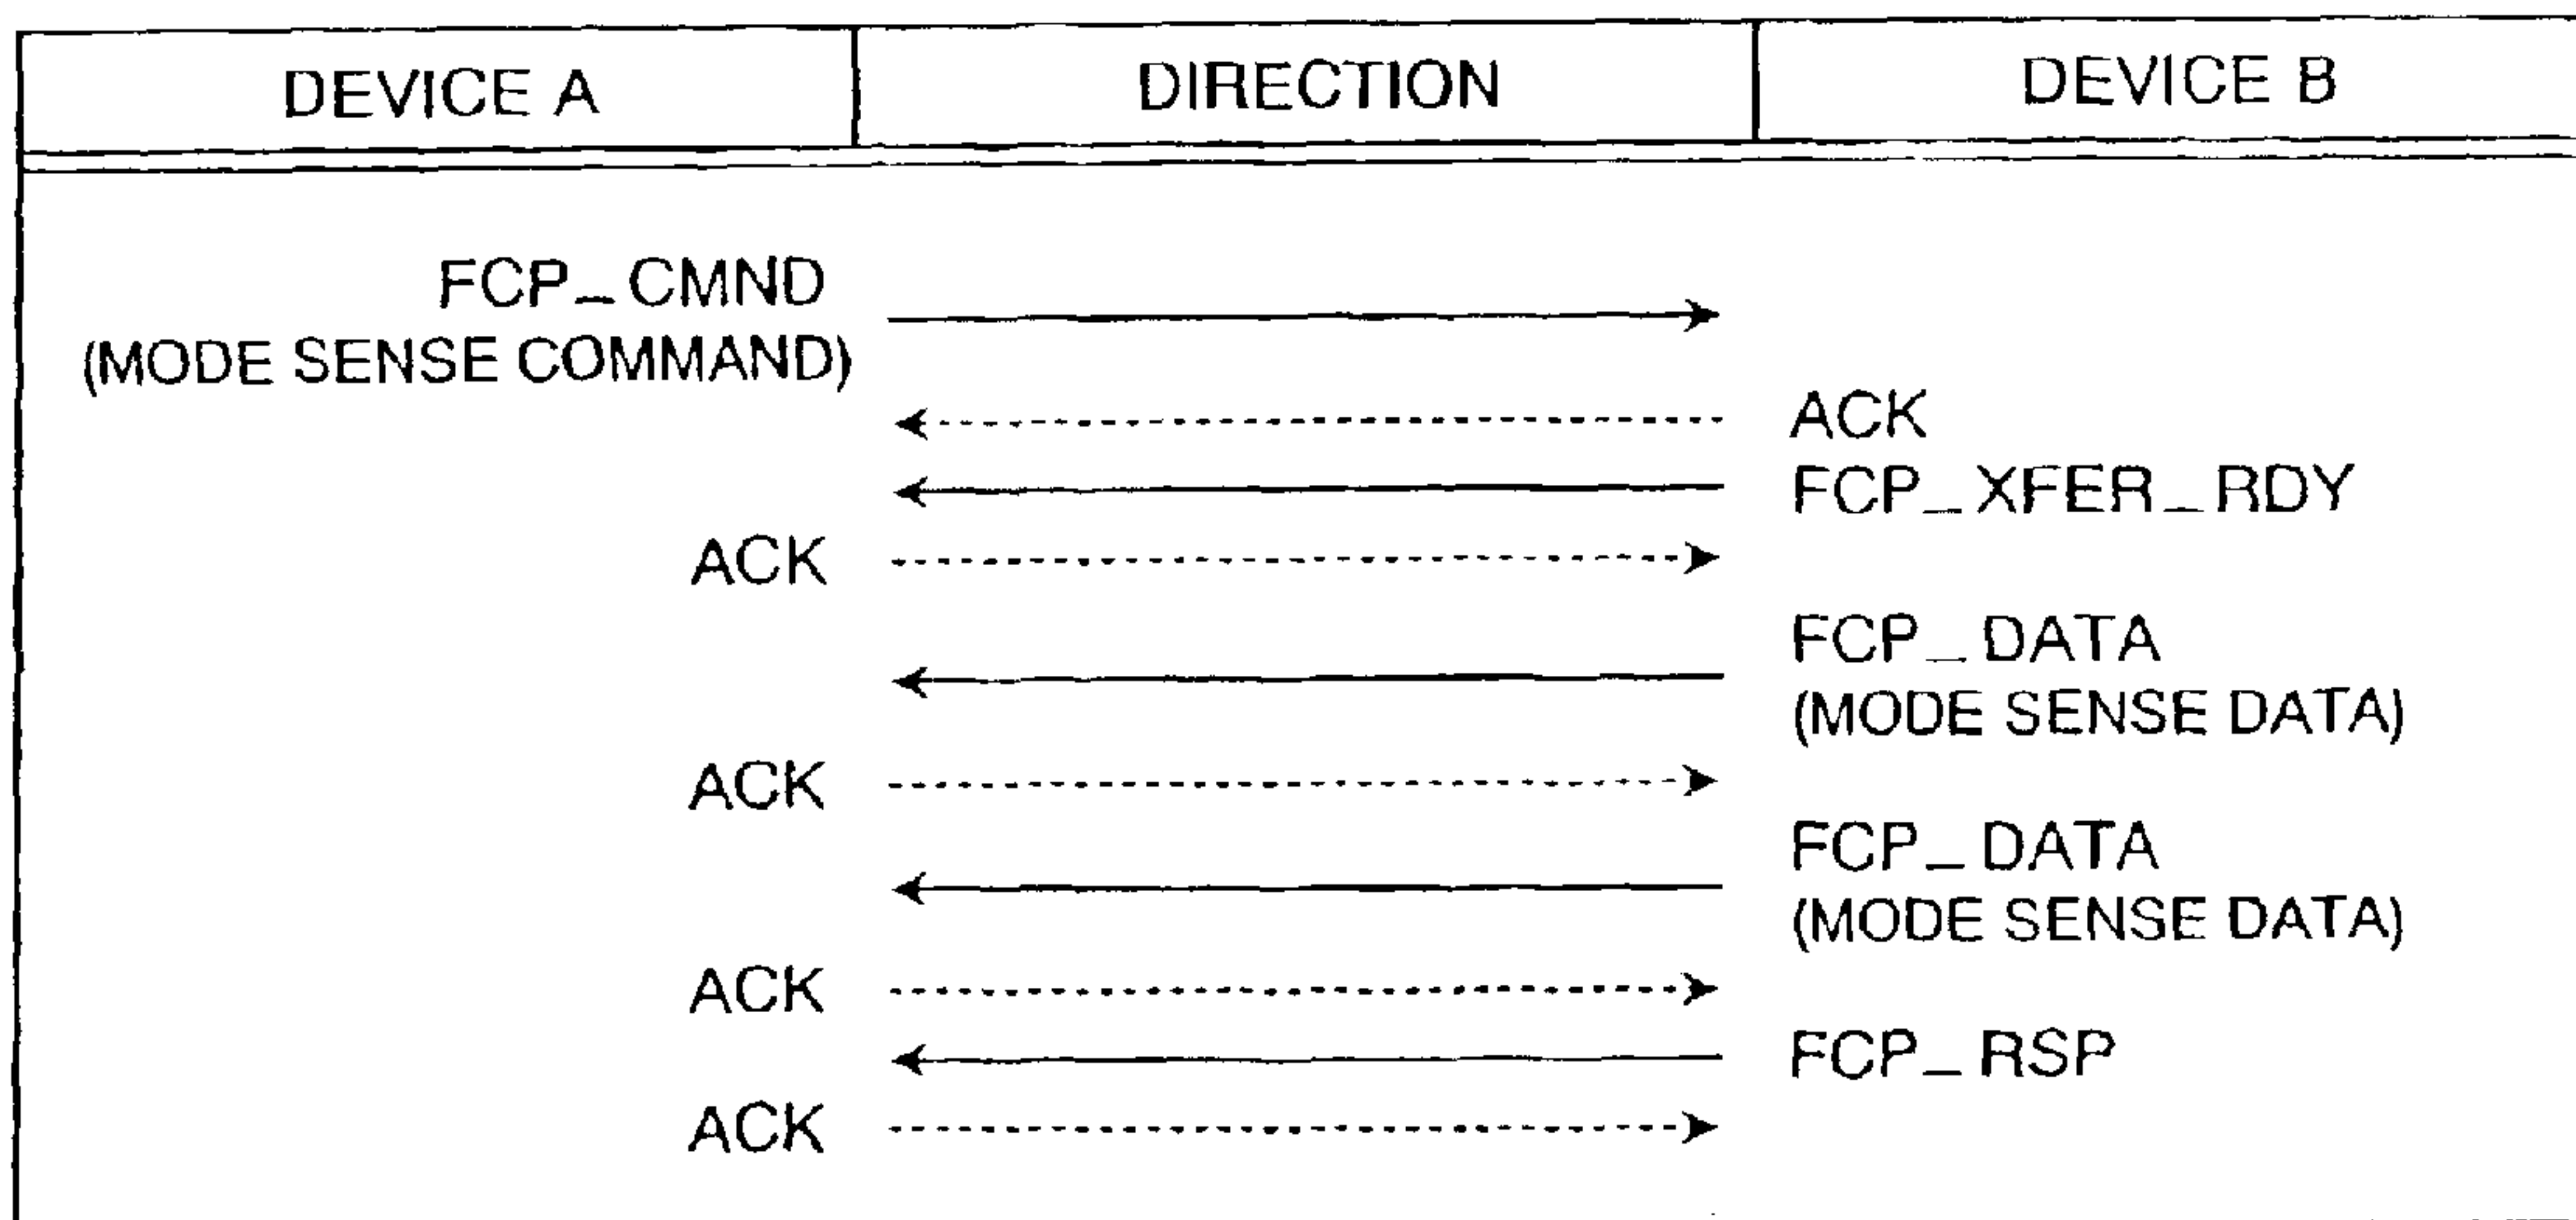 DEVICE A DIRECTION DEVICE B
FCP_CMND
(MODE SENSE COMMAND)
ACK
FCP_XFER_RDY
ACK
FCP_DATA
(MODE SENSE DATA)
ACK
FCP_DATA
(MODE SENSE DATA)
ACK
FCP_RSP
ACK